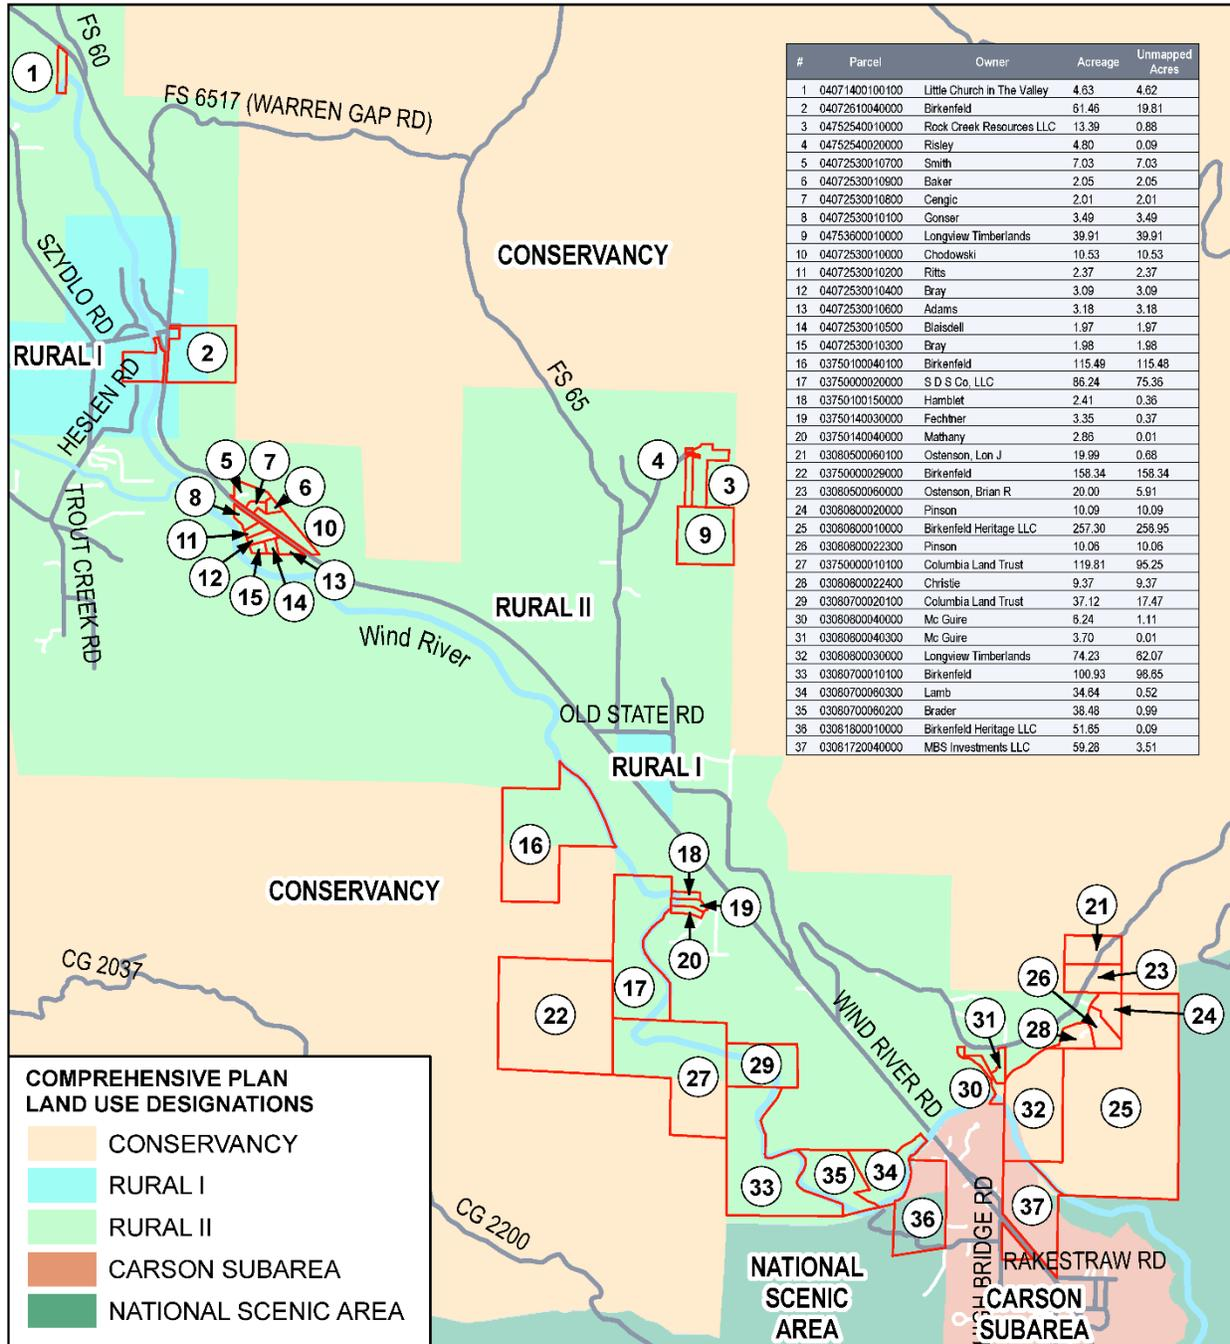 FS 60
1
FS 6517 (WARREN GAP RD)
# Parcel Owner Acreage Unmapped Acres
1 04071400100100 Little Church in The Valley 4.63 4.62
2 04072610040000 Birkenfeld 61.46 19.81
3 04752540010000 Rock Creek Resources LLC 13.39 0.88
4 04752540020000 Risley 4.80 0.09
5 04072530010700 Smith 7.03 7.03
6 04072530010900 Baker 2.05 2.05
7 04072530010800 Cengic 2.01 2.01
8 04072530010100 Gonser 3.49 3.49
9 04753600010000 Longview Timberlands 39.91 39.91
10 04072530010000 Chodowski 10.53 10.53
11 04072530010200 Ritts 2.37 2.37
12 04072530010400 Bray 3.09 3.09
13 04072530010600 Adams 3.18 3.18
14 04072530010500 Blaisdell 1.97 1.97
15 04072530010300 Bray 1.98 1.98
16 03750100040100 Birkenfeld 115.49 115.48
17 03750000020000 S D S Co, LLC 86.24 75.36
18 03750100150000 Hamblet 2.41 0.36
19 03750140030000 Fechtner 3.35 0.37
20 03750140040000 Mathany 2.86 0.01
21 03080500060100 Ostenson, Lon J 19.99 0.68
22 03750000029000 Birkenfeld 158.34 158.34
23 03080500060000 Ostenson, Brian R 20.00 5.91
24 03080800020000 Pinson 10.09 10.09
25 03080800010000 Birkenfeld Heritage LLC 257.30 256.95
26 03080800022300 Pinson 10.06 10.06
27 03750000010100 Columbia Land Trust 119.81 95.25
28 03080800022400 Christie 9.37 9.37
29 03080700020100 Columbia Land Trust 37.12 17.47
30 03080800040000 Mc Guire 6.24 1.11
31 03080800040300 Mc Guire 3.70 0.01
32 03080800030000 Longview Timberlands 74.23 62.07
33 03080700010100 Birkenfeld 100.93 98.65
34 03080700060300 Lamb 34.64 0.52
35 03080700060200 Brader 38.48 0.99
36 03081800010000 Birkenfeld Heritage LLC 51.65 0.09
37 03081720040000 MBS Investments LLC 59.28 3.51
SZYDLO RD
CONSERVANCY
RURAL I
2
HESLEN RD
FS 65
TROUT CREEK RD
5
7
6
8
10
11
12
15
14
13
4
3
9
RURAL II
Wind River
OLD STATE RD
RURAL I
16
18
19
20
CONSERVANCY
CG 2037
17
22
27
29
WIND RIVER RD
21
23
26
24
31
28
30
32
25
33
35
34
36
37
CG 2200
HIGH BRIDGE RD
RAKESTRAW RD
NATIONAL
SCENIC
AREA
CARSON
SUBAREA
COMPREHENSIVE PLAN
LAND USE DESIGNATIONS
CONSERVANCY
RURAL I
RURAL II
CARSON SUBAREA
NATIONAL SCENIC AREA